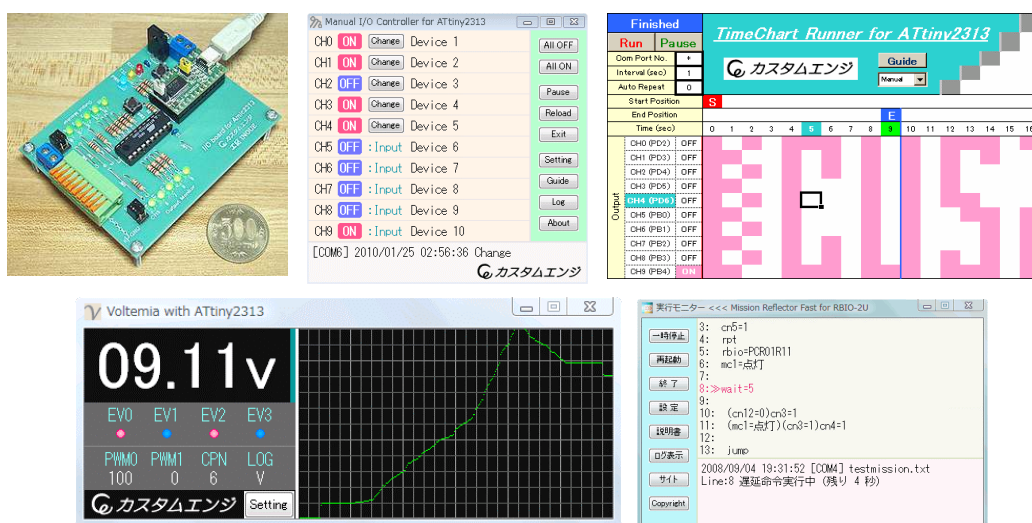 I/O board for ATtiny2313
カスタムエンジ
500
Manual I/O Controller for ATtiny2313
CH0 ON Change Device 1
CH1 ON Change Device 2
CH2 OFF Change Device 3
CH3 ON Change Device 4
CH4 ON Change Device 5
CH5 OFF :Input Device 6
CH6 OFF :Input Device 7
CH7 OFF :Input Device 8
CH8 OFF :Input Device 9
CH9 ON :Input Device 10
All OFF
All ON
Pause
Reload
Exit
Setting
Guide
Log
About
[COM6] 2010/01/25 02:56:36 Change
カスタムエンジ
Finished
Run Pause
Com Port No. *
Interval (sec) 1
Auto Repeat 0
TimeChart Runner for ATtiny2313
カスタムエンジ
Guide
Manual
Start Position S
End Position E
Time (sec) 0 1 2 3 4 5 6 7 8 9 10 11 12 13 14 15 16
Output
CH0 (PD2) OFF
CH1 (PD3) OFF
CH2 (PD4) OFF
CH3 (PD5) OFF
CH4 (PD6) OFF
CH5 (PB0) OFF
CH6 (PB1) OFF
CH7 (PB2) OFF
CH8 (PB3) OFF
CH9 (PB4) ON
Voltemia with ATtiny2313
09.11v
EV0 EV1 EV2 EV3
PWM0 PWM1 CPN LOG
100 0 6 V
カスタムエンジ Setting
実行モニター <<< Mission Reflector Fast for RBIO-2U
一時停止
再起動
終了
設定
説明書
ログ表示
サイト
Copyright
3: cn5=1
4: rpt
5: rbio=PCR01R11
6: mc1=点灯
7:
8:≫wait=5
9:
10: (cn12=0)cn3=1
11: (mc1=点灯)(cn3=1)cn4=1
12:
13: jump
2008/09/04 19:31:52 [COM4] testmission.txt
Line:8 遅延命令実行中 (残り 4 秒)